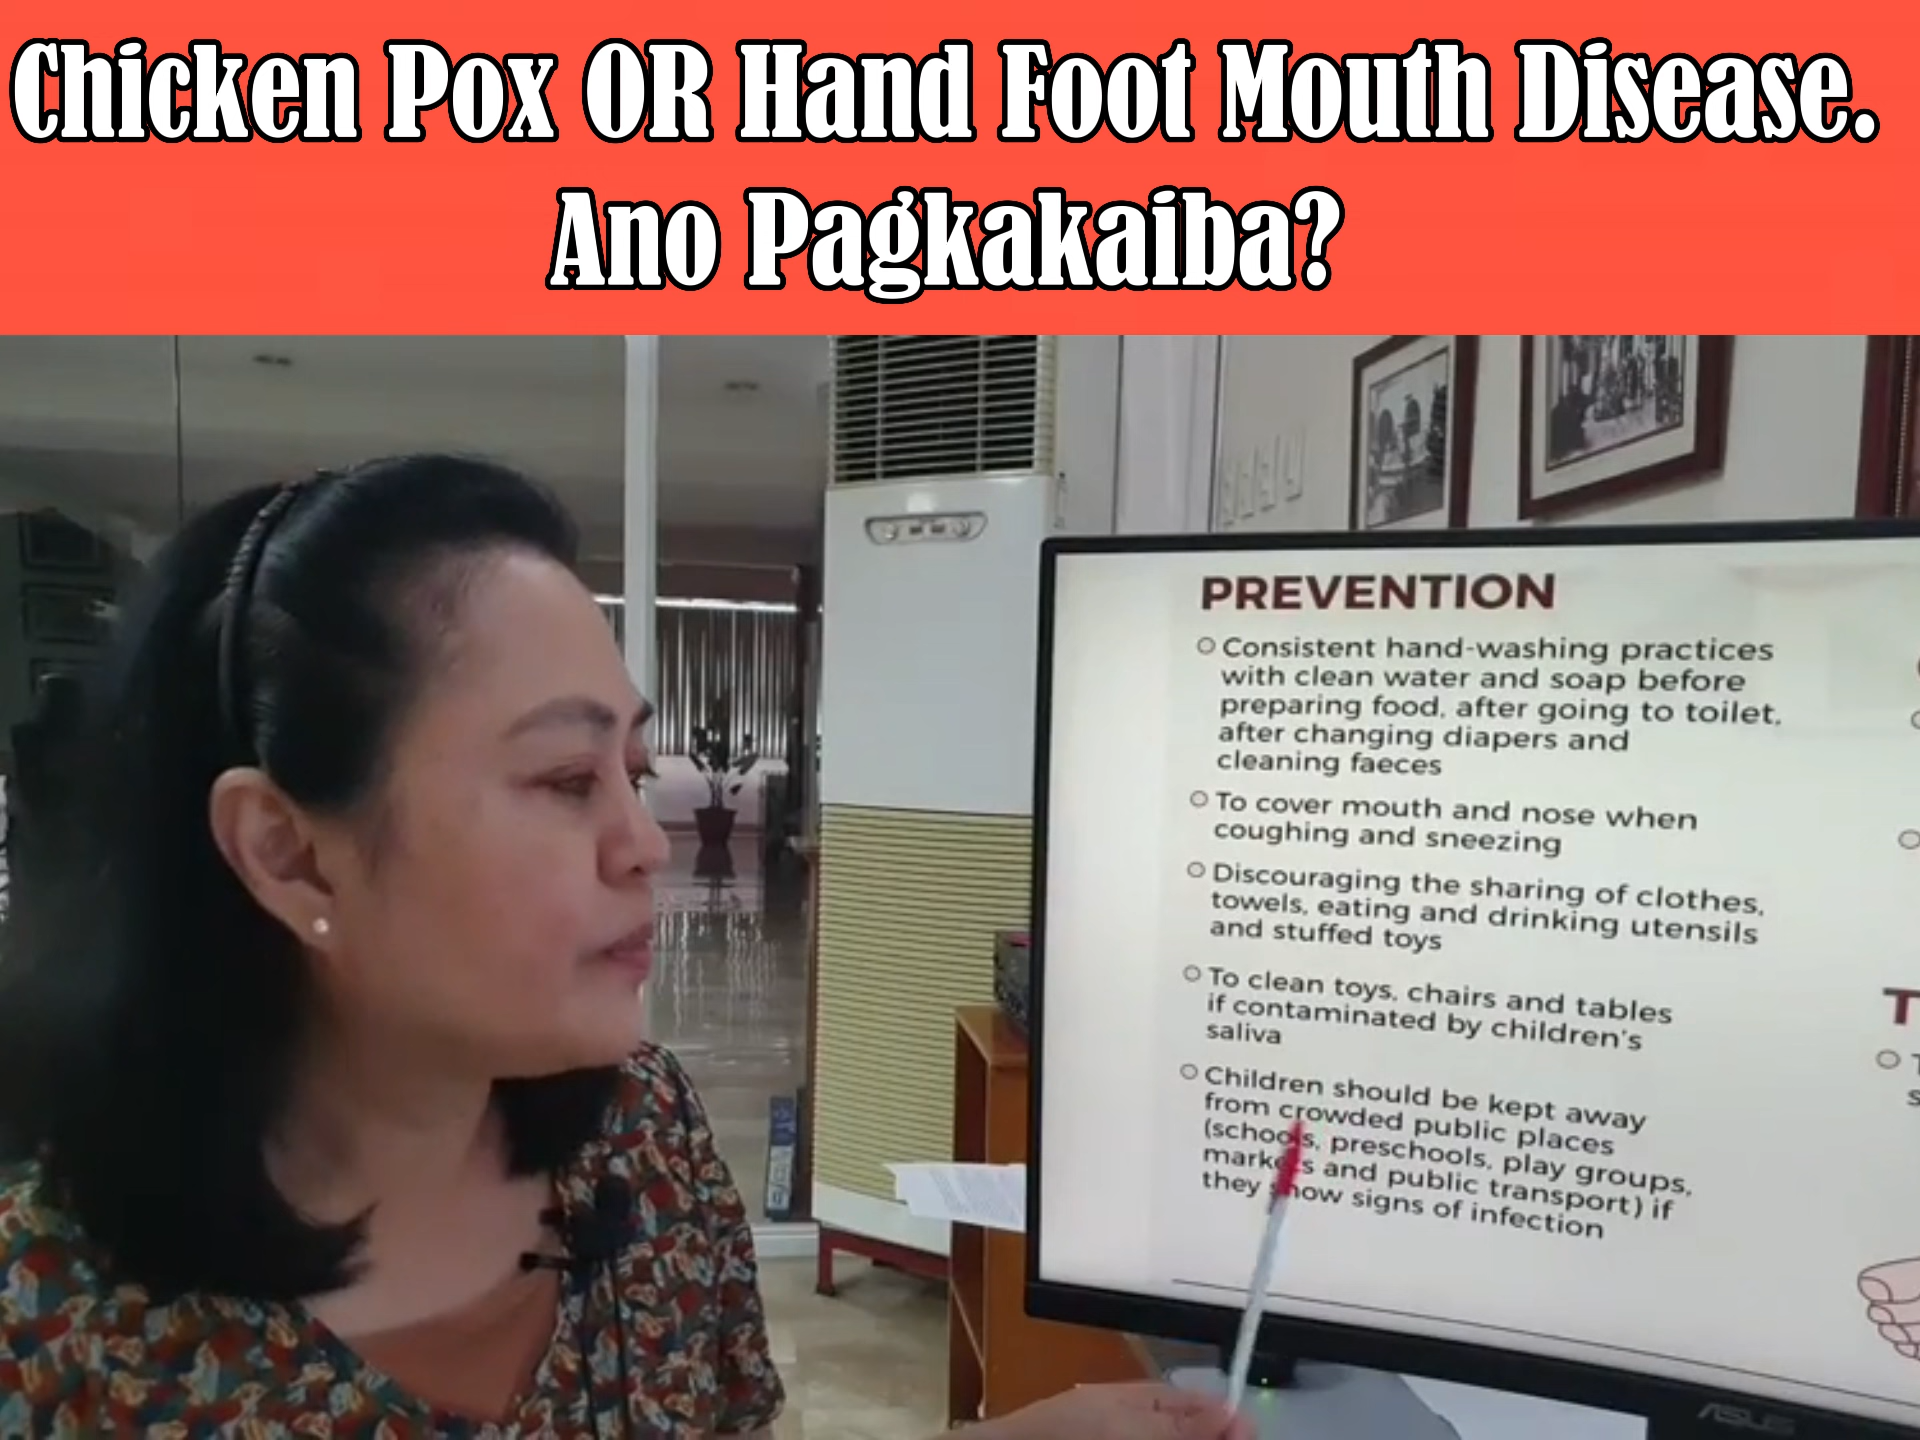 Chicken Pox OR Hand Foot Mouth Disease.
Ano Pagkakaiba?
PREVENTION
Consistent hand-washing practices
with clean water and soap before
preparing food, after going to toilet,
after changing diapers and
cleaning faeces
To cover mouth and nose when
coughing and sneezing
Discouraging the sharing of clothes,
towels, eating and drinking utensils
and stuffed toys
To clean toys, chairs and tables
if contaminated by children's
saliva
Children should be kept away
from crowded public places
(schools, preschools, play groups,
markets and public transport) if
they show signs of infection
ASUS